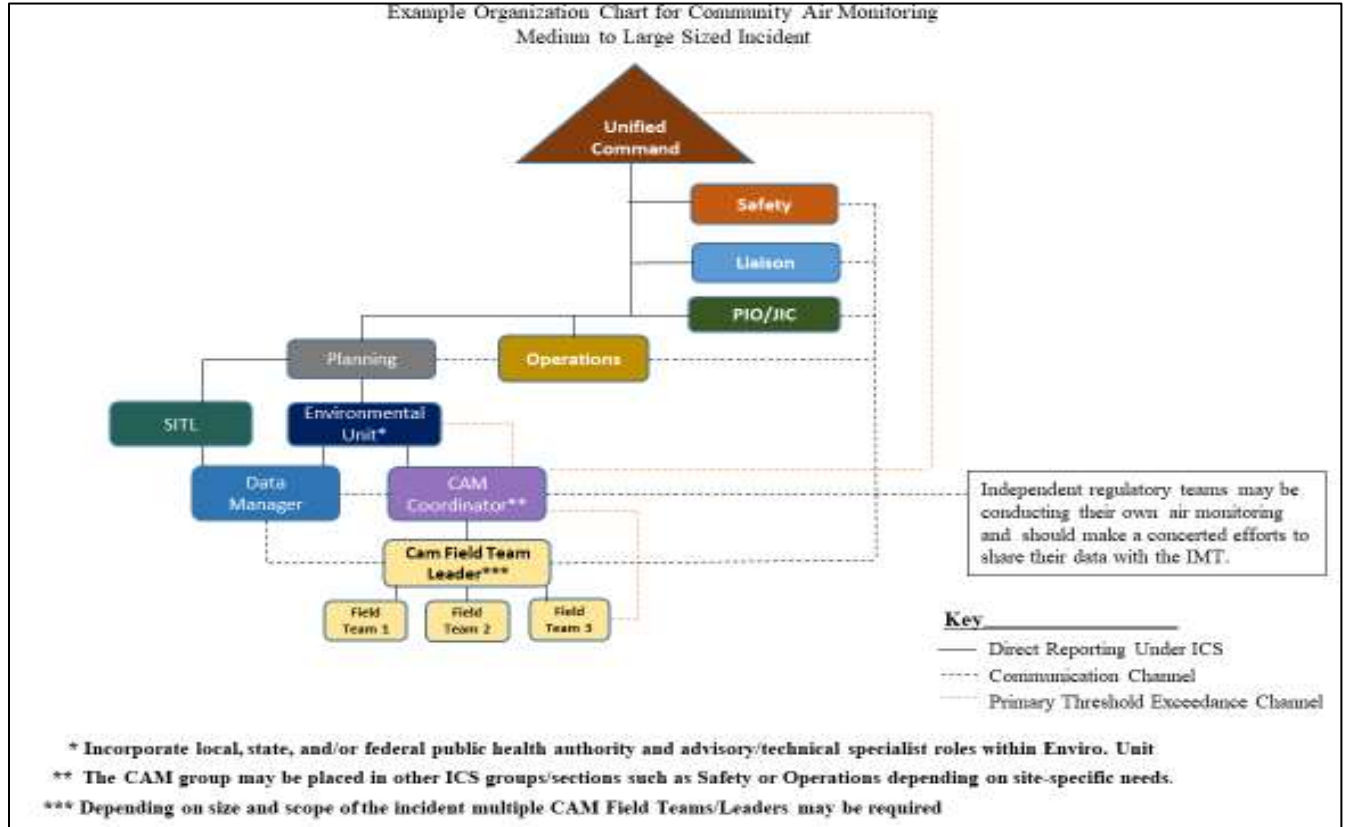 Example Organization Chart for Community Air Monitoring
Medium to Large Sized Incident
Unified
Command
Safety
Liaison
PIO/JIC
Planning
Operations
SITL
Environmental
Unit*
Data
Manager
CAM
Coordinator**
Independent regulatory teams may be
conducting their own air monitoring
and should make a concerted efforts to
share their data with the IMT.
Cam Field Team
Leader***
Field
Team 1
Field
Team 2
Field
Team 3
Key
Direct Reporting Under ICS
Communication Channel
Primary Threshold Exceedance Channel
* Incorporate local, state, and/or federal public health authority and advisory/technical specialist roles within Enviro. Unit
** The CAM group may be placed in other ICS groups/sections such as Safety or Operations depending on site-specific needs.
*** Depending on size and scope of the incident multiple CAM Field Teams/Leaders may be required